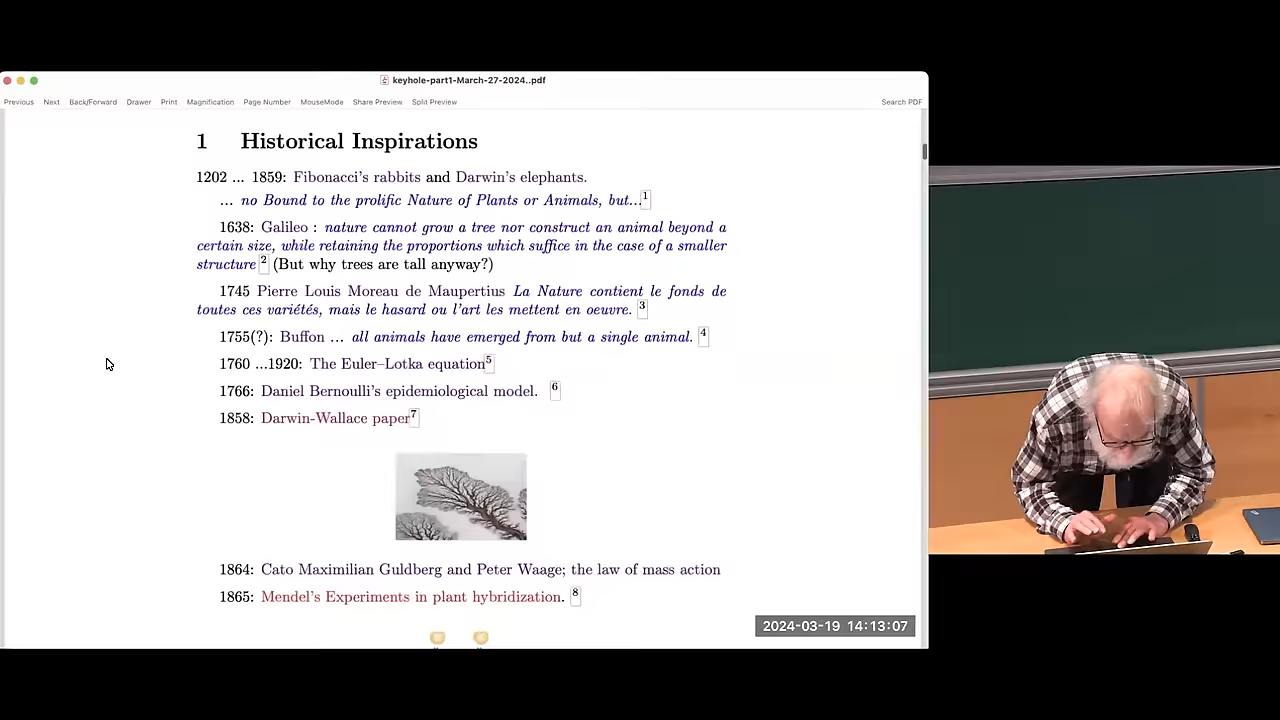 keyhole-part1-March-27-2024..pdf
Previous Next Back/Forward Drawer Print Magnification Page Number MouseMode Share Preview Split Preview Search PDF
1 Historical Inspirations
1202 ... 1859: Fibonacci's rabbits and Darwin's elephants.
... no Bound to the prolific Nature of Plants or Animals, but...1
1638: Galileo : nature cannot grow a tree nor construct an animal beyond a
certain size, while retaining the proportions which suffice in the case of a smaller
structure 2 (But why trees are tall anyway?)
1745 Pierre Louis Moreau de Maupertius La Nature contient le fonds de
toutes ces variétés, mais le hasard ou l'art les mettent en oeuvre. 3
1755(?): Buffon ... all animals have emerged from but a single animal. 4
1760 ...1920: The Euler–Lotka equation5
1766: Daniel Bernoulli's epidemiological model. 6
1858: Darwin-Wallace paper7
1864: Cato Maximilian Guldberg and Peter Waage; the law of mass action
1865: Mendel's Experiments in plant hybridization. 8
2024-03-19 14:13:07